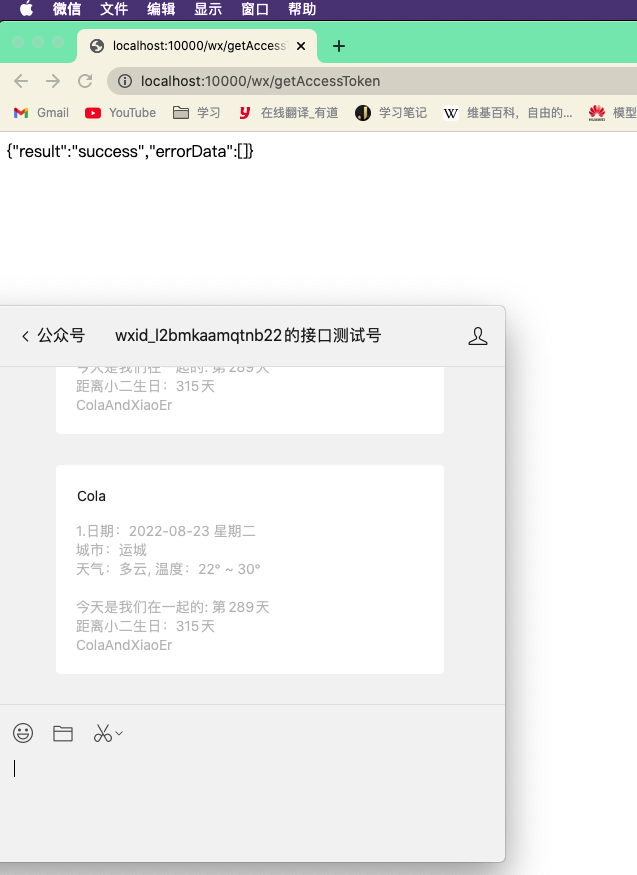 微信 文件 编辑 显示 窗口 帮助
localhost:10000/wx/getAccessT
localhost:10000/wx/getAccessToken
Gmail YouTube 学习 在线翻译_有道 学习笔记 维基百科，自由的... 模型
{"result":"success","errorData":[]}
公众号 wxid_l2bmkaamqtnb22的接口测试号
今天是我们在一起的: 第289天
距离小二生日：315天
ColaAndXiaoEr
Cola
1.日期：2022-08-23 星期二
城市：运城
天气：多云, 温度：22° ~ 30°
今天是我们在一起的: 第289天
距离小二生日：315天
ColaAndXiaoEr